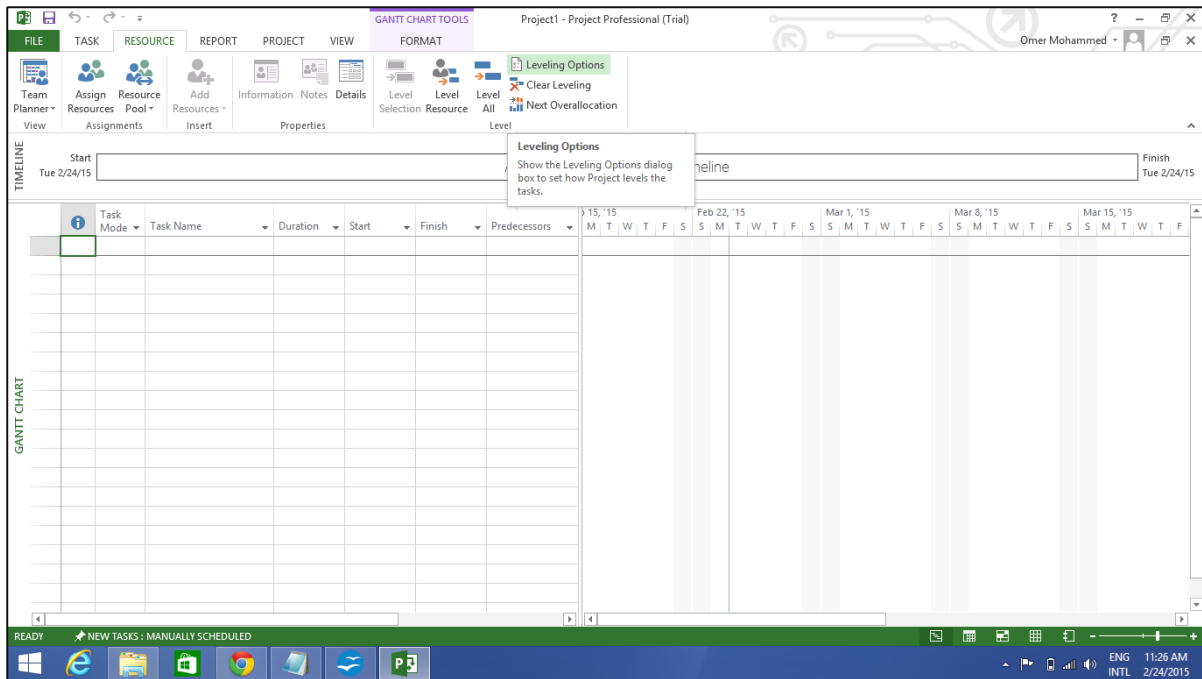 GANTT CHART TOOLS
Project1 - Project Professional (Trial)
?
FILE TASK RESOURCE REPORT PROJECT VIEW FORMAT
Omer Mohammed
Team Planner
Assign Resources
Resource Pool
Add Resources
Information
Notes
Details
Level Selection
Level Resource
Level All
Leveling Options
Clear Leveling
Next Overallocation
View Assignments Insert Properties Level
Leveling Options
Show the Leveling Options dialog
box to set how Project levels the
tasks.
TIMELINE
Start
Tue 2/24/15
Finish
Tue 2/24/15
Task
Mode Task Name Duration Start Finish Predecessors
15, '15 Feb 22, '15 Mar 1, '15 Mar 8, '15 Mar 15, '15
M T W T F S S M T W T F S S M T W T F S S M T W T F S S M T W T F
GANTT CHART
READY NEW TASKS : MANUALLY SCHEDULED
ENG 11:26 AM
INTL 2/24/2015